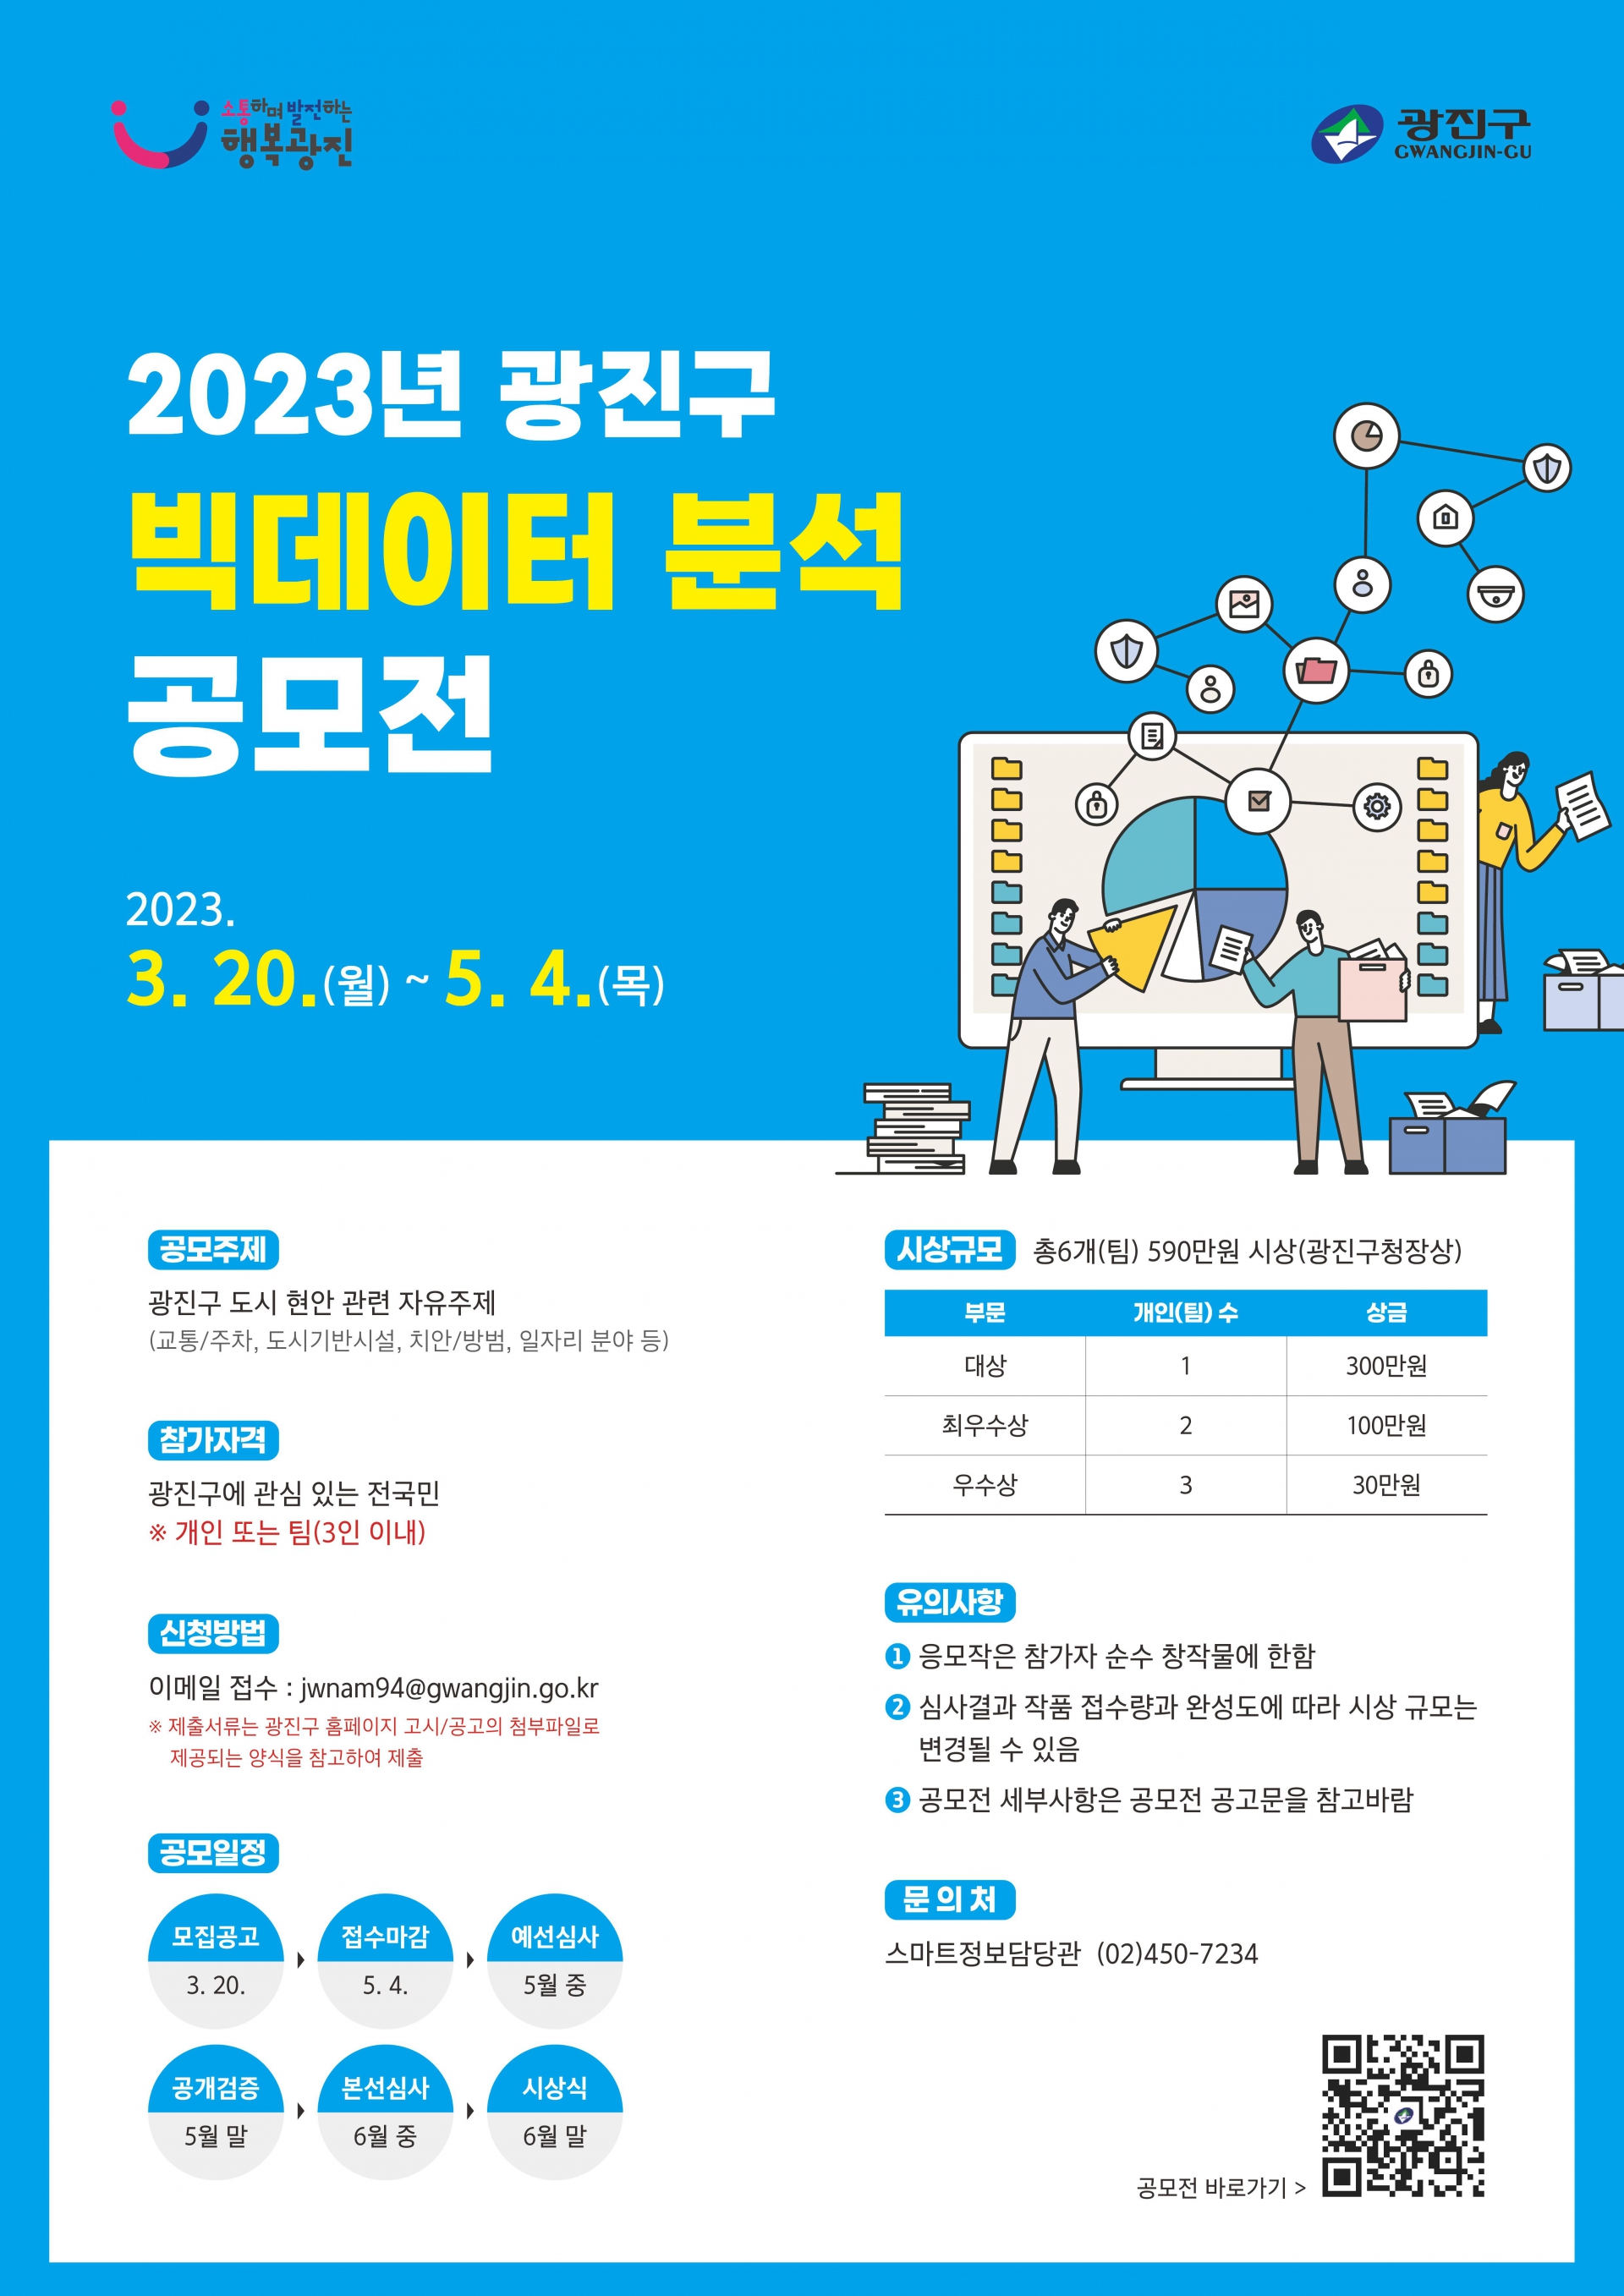 소통하며 발전하는
행복광진
광진구
GWANGJIN-GU
2023년 광진구
빅데이터 분석
공모전
2023.
3. 20.(월) ~ 5. 4.(목)
공모주제
광진구 도시 현안 관련 자유주제
(교통/주차, 도시기반시설, 치안/방범, 일자리 분야 등)
참가자격
광진구에 관심 있는 전국민
※ 개인 또는 팀(3인 이내)
신청방법
이메일 접수 : jwnam94@gwangjin.go.kr
※ 제출서류는 광진구 홈페이지 고시/공고의 첨부파일로
제공되는 양식을 참고하여 제출
공모일정
모집공고 접수마감 예선심사
3. 20. 5. 4. 5월 중
공개검증 본선심사 시상식
5월 말 6월 중 6월 말
시상규모 총6개(팀) 590만원 시상(광진구청장상)
부문 개인(팀) 수 상금
대상 1 300만원
최우수상 2 100만원
우수상 3 30만원
유의사항
1 응모작은 참가자 순수 창작물에 한함
2 심사결과 작품 접수량과 완성도에 따라 시상 규모는
변경될 수 있음
3 공모전 세부사항은 공모전 공고문을 참고바람
문의처
스마트정보담당관 (02)450-7234
공모전 바로가기 >